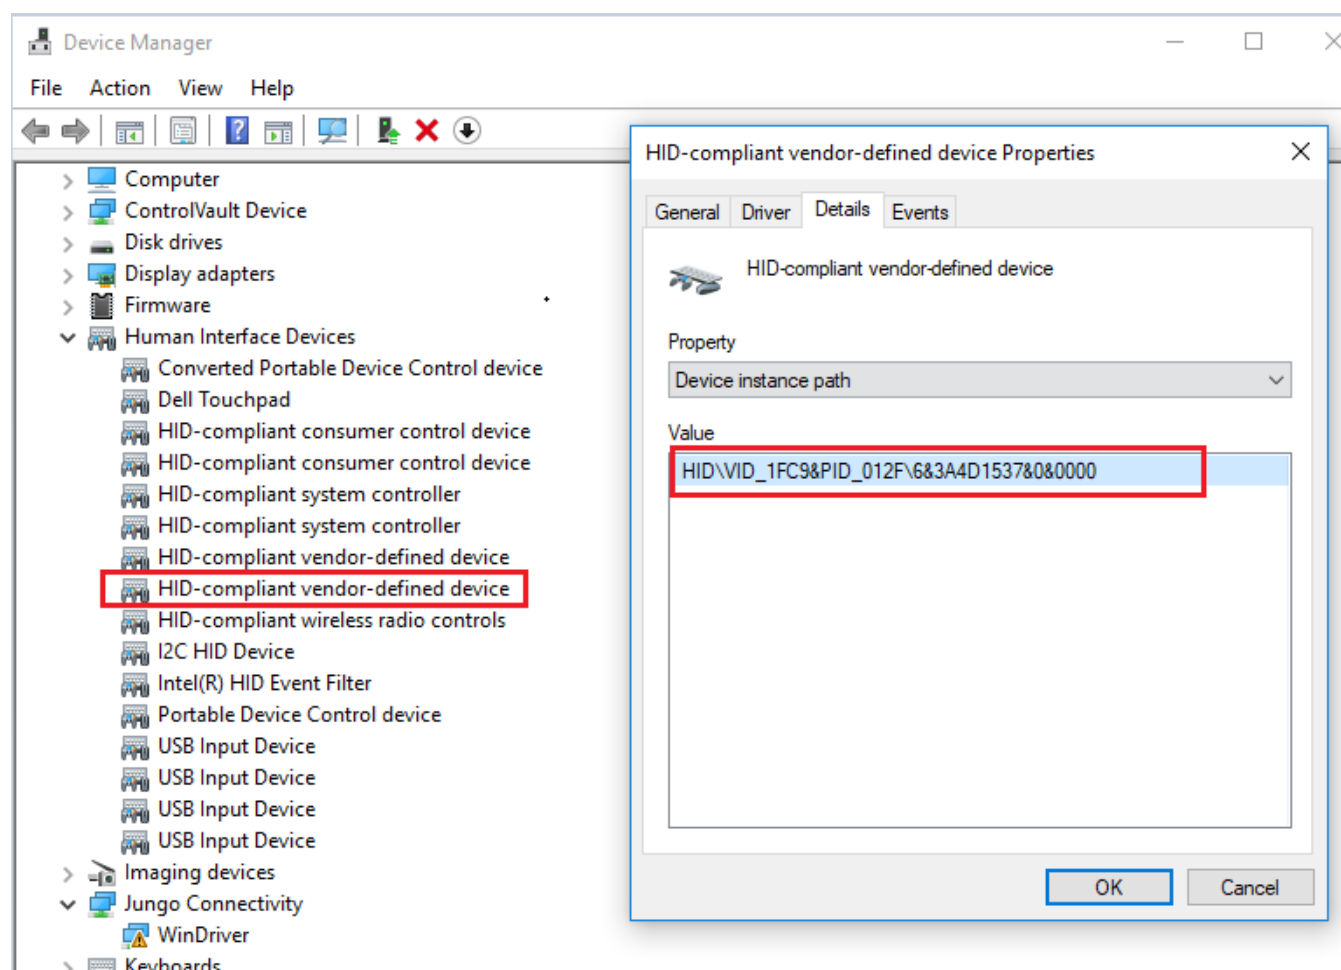 Device Manager
File Action View Help
Computer
ControlVault Device
Disk drives
Display adapters
Firmware
Human Interface Devices
Converted Portable Device Control device
Dell Touchpad
HID-compliant consumer control device
HID-compliant consumer control device
HID-compliant system controller
HID-compliant system controller
HID-compliant vendor-defined device
HID-compliant vendor-defined device
HID-compliant wireless radio controls
I2C HID Device
Intel(R) HID Event Filter
Portable Device Control device
USB Input Device
USB Input Device
USB Input Device
USB Input Device
Imaging devices
Jungo Connectivity
WinDriver
Keyboards
HID-compliant vendor-defined device Properties
General Driver Details Events
HID-compliant vendor-defined device
Property
Device instance path
Value
HID\VID_1FC9&PID_012F\6&3A4D1537&0&0000
OK Cancel